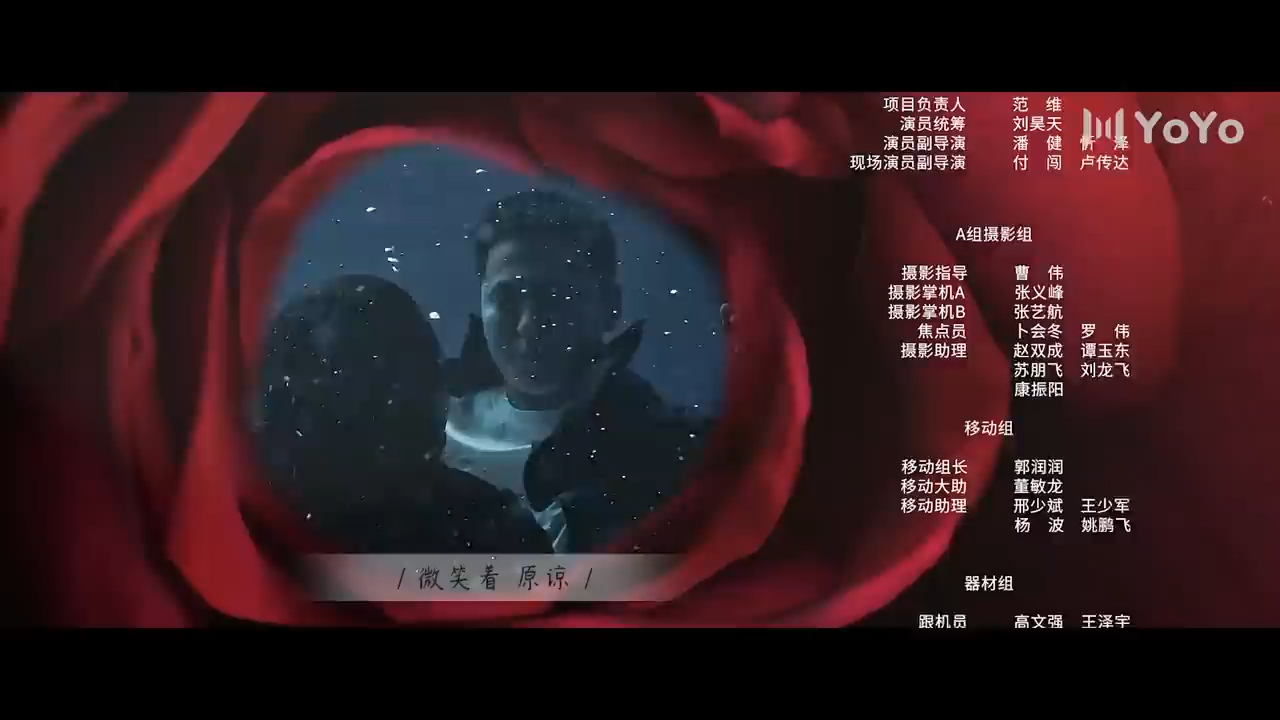 项目负责人 范 维
演员统筹 刘昊天
演员副导演 潘 健
现场演员副导演 付 闯 卢传达
YoYo
A组摄影组
摄影指导 曹 伟
摄影掌机A 张义峰
摄影掌机B 张艺航
焦点员 卜会冬 罗 伟
摄影助理 赵双成 谭玉东
苏朋飞 刘龙飞
康振阳
移动组
移动组长 郭润润
移动大助 董敏龙
移动助理 邢少斌 王少军
杨 波 姚鹏飞
/ 微笑着 原谅 /
器材组
跟机员 高文强 王泽宇